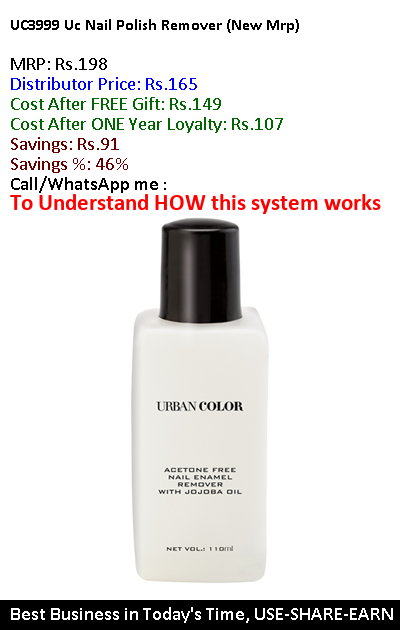 UC3999 Uc Nail Polish Remover (New Mrp)
MRP: Rs.198
Distributor Price: Rs.165
Cost After FREE Gift: Rs.149
Cost After ONE Year Loyalty: Rs.107
Savings: Rs.91
Savings %: 46%
Call/WhatsApp me :
To Understand HOW this system works
URBAN COLOR
ACETONE FREE
NAIL ENAMEL
REMOVER
WITH JOJOBA OIL
NET VOL.: 110ml
Best Business in Today's Time, USE-SHARE-EARN